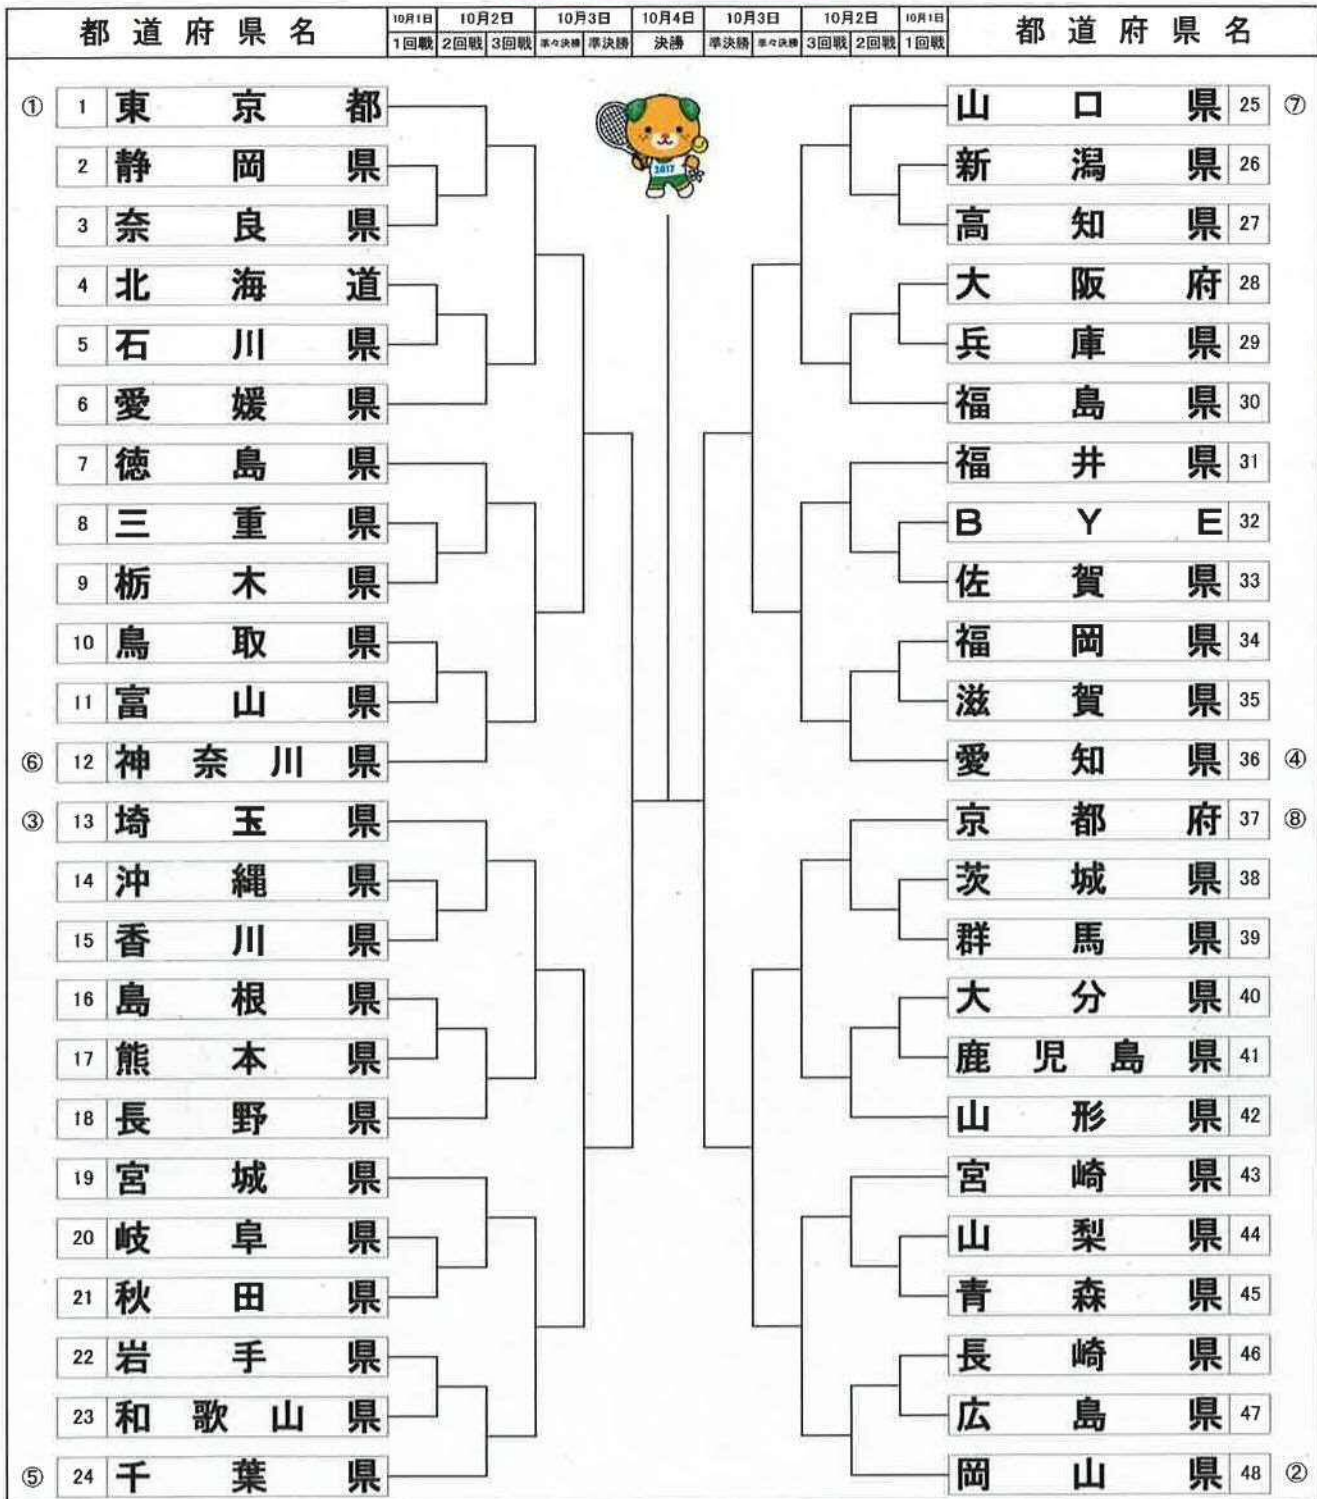 都道府県名 10月1日 10月2日 10月3日 10月4日 10月3日 10月2日 10月1日 都道府県名
1回戦 2回戦 3回戦 準々決勝 準決勝 決勝 準決勝 準々決勝 3回戦 2回戦 1回戦
2017
① 1 東京都 山口県 25 ⑦
2 静岡県 新潟県 26
3 奈良県 高知県 27
4 北海道 大阪府 28
5 石川県 兵庫県 29
6 愛媛県 福島県 30
7 徳島県 福井県 31
8 三重県 BYE 32
9 栃木県 佐賀県 33
10 鳥取県 福岡県 34
11 富山県 滋賀県 35
⑥ 12 神奈川県 愛知県 36 ④
③ 13 埼玉県 京都府 37 ⑧
14 沖縄県 茨城県 38
15 香川県 群馬県 39
16 島根県 大分県 40
17 熊本県 鹿児島県 41
18 長野県 山形県 42
19 宮城県 宮崎県 43
20 岐阜県 山梨県 44
21 秋田県 青森県 45
22 岩手県 長崎県 46
23 和歌山県 広島県 47
⑤ 24 千葉県 岡山県 48 ②